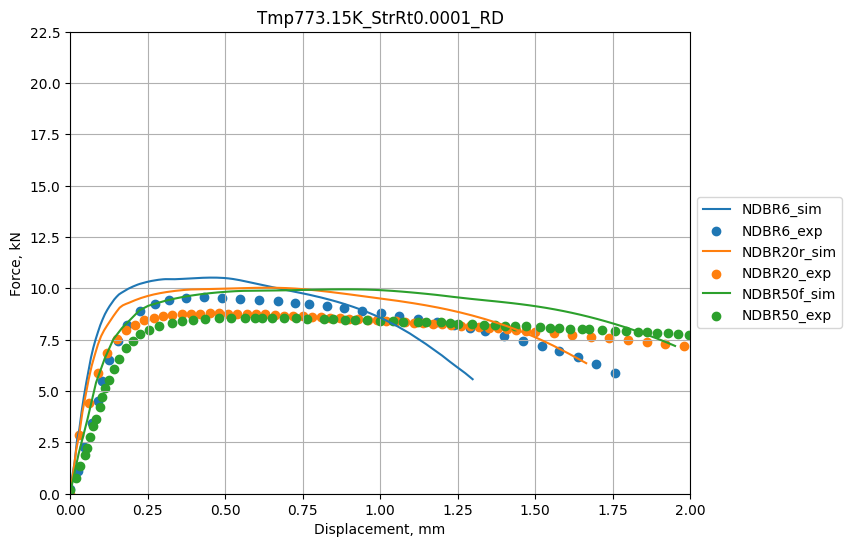 Tmp773.15K_StrRt0.0001_RD
Force, kN
22.5
20.0
17.5
15.0
12.5
10.0
7.5
5.0
2.5
0.0
0.00 0.25 0.50 0.75 1.00 1.25 1.50 1.75 2.00
Displacement, mm
NDBR6_sim
NDBR6_exp
NDBR20r_sim
NDBR20_exp
NDBR50f_sim
NDBR50_exp